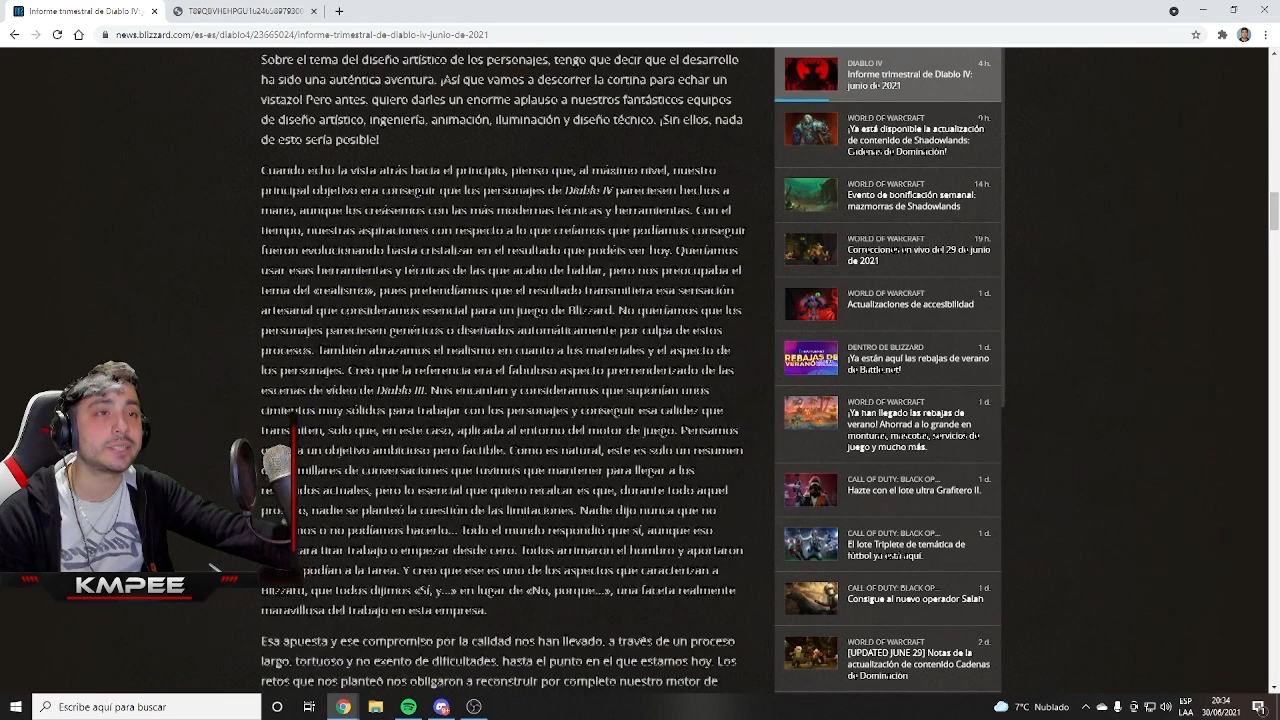 Informe trimestral de Diablo IV: j
T89QBVHEHPGU1624658979300
news.blizzard.com/es-es/diablo4/23665024/informe-trimestral-de-diablo-iv-junio-de-2021
Sobre el tema del diseño artístico de los personajes, tengo que decir que el desarrollo
ha sido una auténtica aventura. ¡Así que vamos a descorrer la cortina para echar un
vistazo! Pero antes, quiero darles un enorme aplauso a nuestros fantásticos equipos
de diseño artístico, ingeniería, animación, iluminación y diseño técnico. ¡Sin ellos, nada
de esto sería posible!
Cuando echo la vista atrás hacia el principio, pienso que, al máximo nivel, nuestro
principal objetivo era conseguir que los personajes de Diablo IV pareciesen hechos a
mano, aunque los creásemos con las más modernas técnicas y herramientas. Con el
tiempo, nuestras aspiraciones con respecto a lo que creíamos que podíamos conseguir
fueron evolucionando hasta cristalizar en el resultado que podéis ver hoy. Queríamos
usar esas herramientas y técnicas de las que acabo de hablar, pero nos preocupaba el
tema del «realismo», pues pretendíamos que el resultado transmitiera esa sensación
artesanal que consideramos esencial para un juego de Blizzard. No queríamos que los
personajes pareciesen genéricos o diseñados automáticamente por culpa de estos
procesos. También abrazamos el realismo en cuanto a los materiales y el aspecto de
los personajes. Creo que la referencia era el fabuloso aspecto prerrenderizado de las
escenas de vídeo de Diablo III. Nos encantan y consideramos que suponían unos
cimientos muy sólidos para trabajar con los personajes y conseguir esa calidez que
transmiten, solo que, en este caso, aplicada al entorno del motor de juego. Pensamos
a un objetivo ambicioso pero factible. Como es natural, este es solo un resumen
millares de conversaciones que tuvimos que mantener para llegar a los
dos actuales, pero lo esencial que quiero recalcar es que, durante todo aquel
pro o, nadie se planteó la cuestión de las limitaciones. Nadie dijo nunca que no
nos o no podíamos hacerlo... Todo el mundo respondió que sí, aunque eso
ara tirar trabajo o empezar desde cero. Todos arrimaron el hombro y aportaron
podían a la tarea. Y creo que ese es uno de los aspectos que caracterizan a
Blizzard, que todos dijimos «Sí, y...» en lugar de «No, porque...», una faceta realmente
maravillosa del trabajo en esta empresa.
Esa apuesta y ese compromiso por la calidad nos han llevado, a través de un proceso
largo, tortuoso y no exento de dificultades, hasta el punto en el que estamos hoy. Los
retos que nos planteó nos obligaron a reconstruir por completo nuestro motor de
DIABLO IV 4 h.
Informe trimestral de Diablo IV:
junio de 2021
WORLD OF WARCRAFT 9 h.
¡Ya está disponible la actualización
de contenido de Shadowlands:
Cadenas de Dominación!
WORLD OF WARCRAFT 14 h.
Evento de bonificación semanal:
mazmorras de Shadowlands
WORLD OF WARCRAFT 19 h.
Correcciones en vivo del 29 de junio
de 2021
WORLD OF WARCRAFT 1 d.
Actualizaciones de accesibilidad
DENTRO DE BLIZZARD 1 d.
¡Ya están aquí las rebajas de verano
de Battle.net!
REBAJAS DE
VERANO
WORLD OF WARCRAFT 1 d.
¡Ya han llegado las rebajas de
verano! Ahorrad a lo grande en
monturas, mascotas, servicios de
juego y mucho más.
CALL OF DUTY: BLACK OP... 1 d.
Hazte con el lote ultra Grafitero II.
CALL OF DUTY: BLACK OP... 1 d.
El lote Triplete de temática de
fútbol ya está aquí.
CALL OF DUTY: BLACK OP... 1 d.
Consigue al nuevo operador Salah
WORLD OF WARCRAFT 2 d.
[UPDATED JUNE 29] Notas de la
actualización de contenido Cadenas
de Dominación
KMPEE
Escribe aquí para buscar
7°C Nublado
ESP
LAA
20:34
30/06/2021